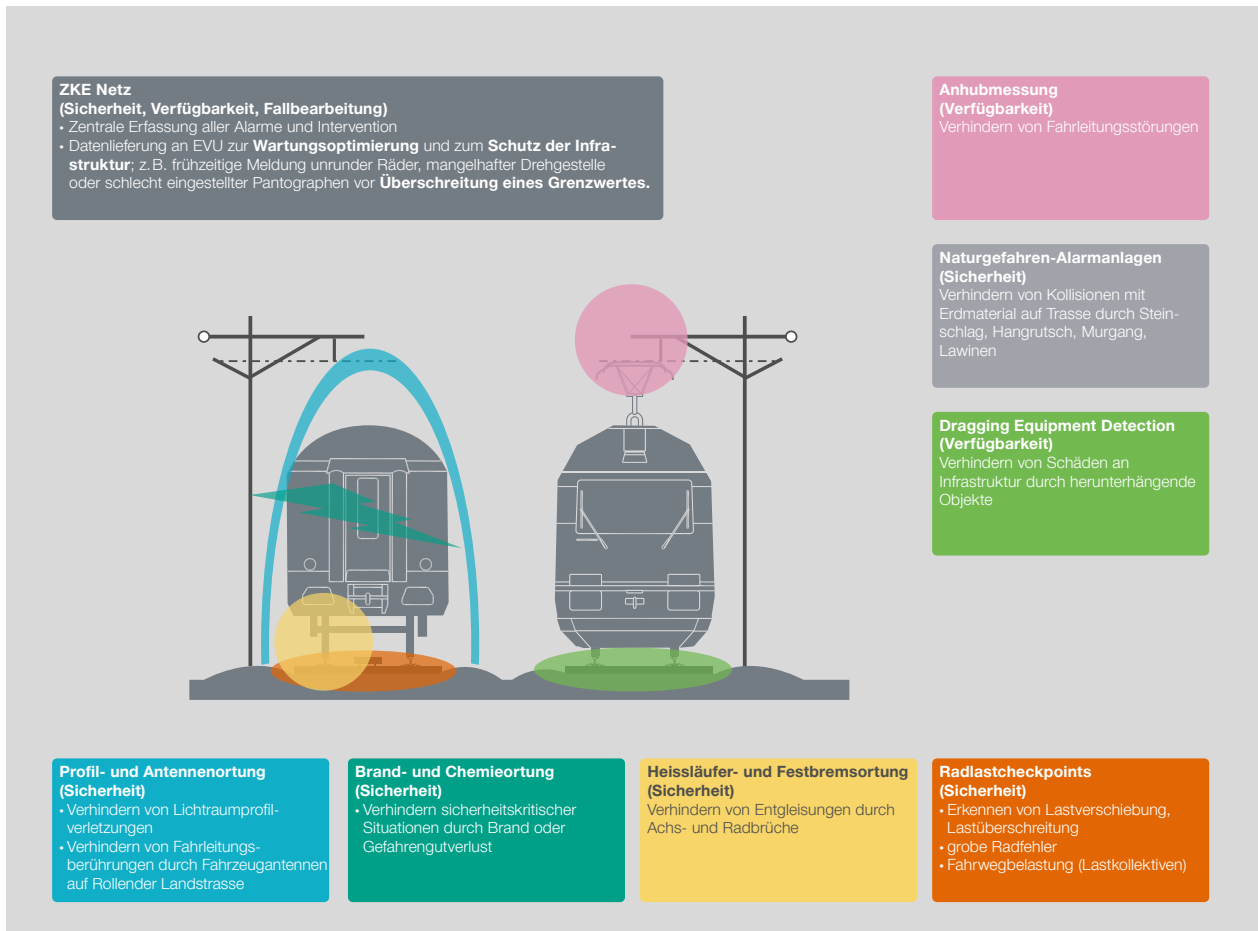 ZKE Netz
(Sicherheit, Verfügbarkeit, Fallbearbeitung)
• Zentrale Erfassung aller Alarme und Intervention
• Datenlieferung an EVU zur Wartungsoptimierung und zum Schutz der Infra-
struktur; z.B. frühzeitige Meldung unrunder Räder, mangelhafter Drehgestelle
oder schlecht eingestellter Pantographen vor Überschreitung eines Grenzwertes.
Anhubmessung
(Verfügbarkeit)
Verhindern von Fahrleitungsstörungen
Naturgefahren-Alarmanlagen
(Sicherheit)
Verhindern von Kollisionen mit
Erdmaterial auf Trasse durch Stein-
schlag, Hangrutsch, Murgang,
Lawinen
Dragging Equipment Detection
(Verfügbarkeit)
Verhindern von Schäden an
Infrastruktur durch herunterhängende
Objekte
Profil- und Antennenortung
(Sicherheit)
• Verhindern von Lichtraumprofil-
verletzungen
• Verhindern von Fahrleitungs-
berührungen durch Fahrzeugantennen
auf Rollender Landstrasse
Brand- und Chemieortung
(Sicherheit)
• Verhindern sicherheitskritischer
Situationen durch Brand oder
Gefahrengutverlust
Heissläufer- und Festbremsortung
(Sicherheit)
Verhindern von Entgleisungen durch
Achs- und Radbrüche
Radlastcheckpoints
(Sicherheit)
• Erkennen von Lastverschiebung,
Lastüberschreitung
• grobe Radfehler
• Fahrwegbelastung (Lastkollektiven)